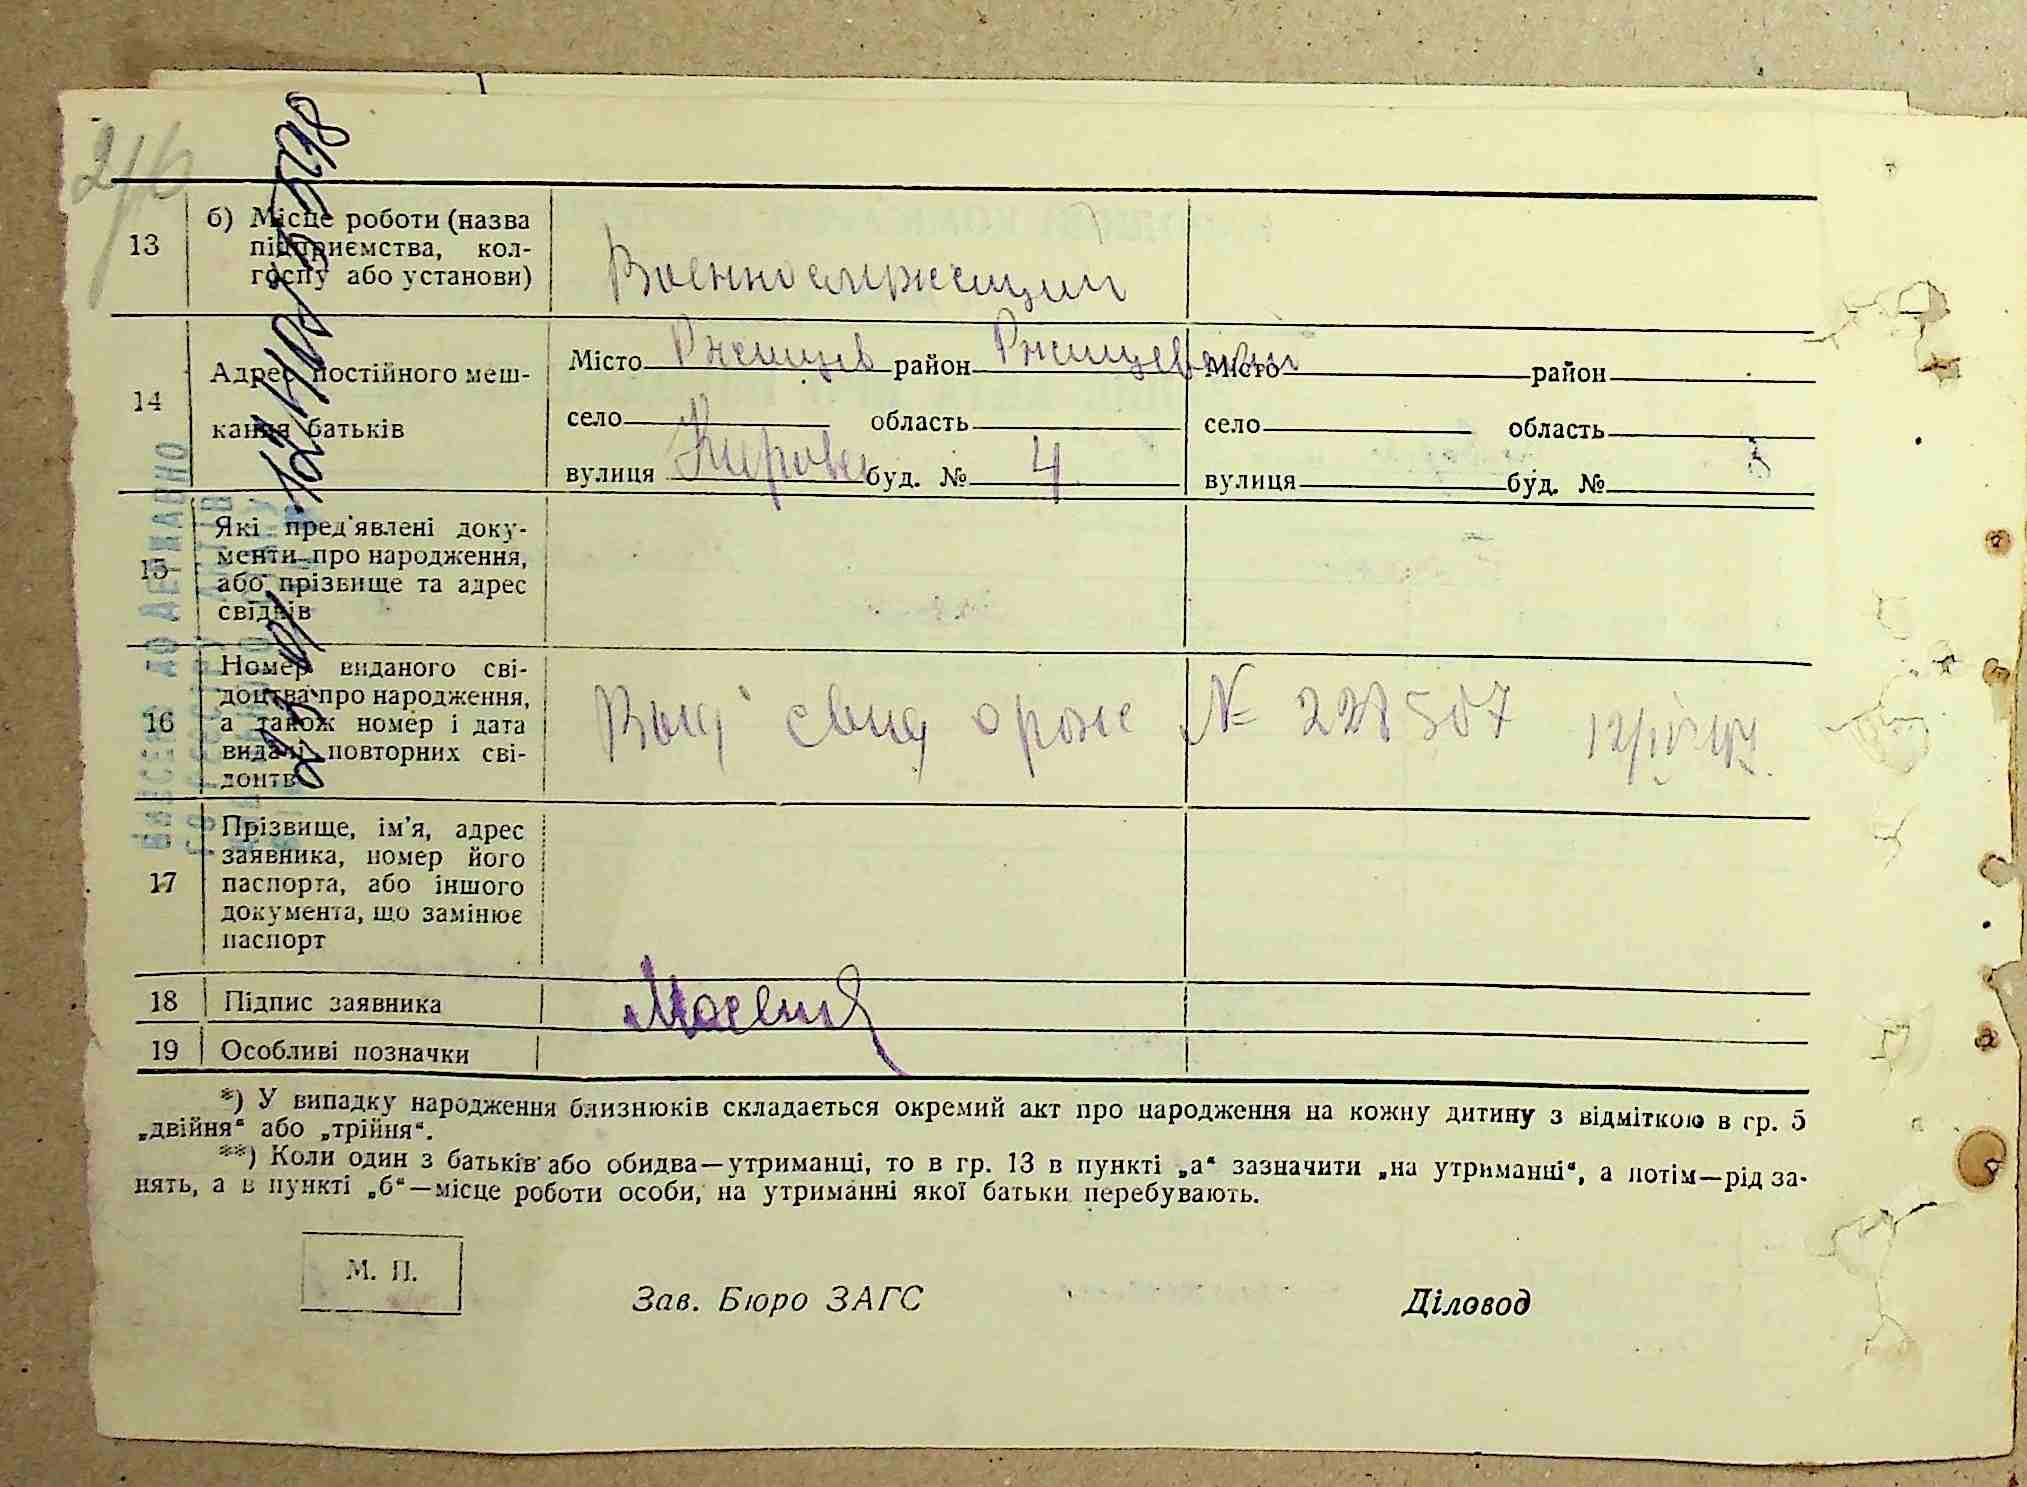 13
б) Місце роботи (назва
підприємства, кол-
госпу або установи)
Военнослужащий
14
Адрес постійного меш-
кання батьків
Місто Ржищев район Ржищевский
село область
вулиця Кирова буд. № 4
Місто район
село область
вулиця буд. №
15
Які пред'явлені доку-
менти про народження,
або прізвище та адрес
свідків
16
Номер виданого сві-
доцтва про народження,
а також номер і дата
видачі повторних сві-
доцтв
Выд свид о рожд № 228507
17
Прізвище, ім'я, адрес
заявника, номер його
паспорта, або іншого
документа, що замінює
паспорт
18 Підпис заявника
19 Особливі позначки
*) У випадку народження близнюків складається окремий акт про народження на кожну дитину з відміткою в гр. 5
„двійня“ або „трійня“.
**) Коли один з батьків або обидва—утриманці, то в гр. 13 в пункті „а“ зазначити „на утриманні“, а потім—рід за-
нять, а в пункті „б“—місце роботи особи, на утриманні якої батьки перебувають.
М. П.
Зав. Бюро ЗАГС
Діловод